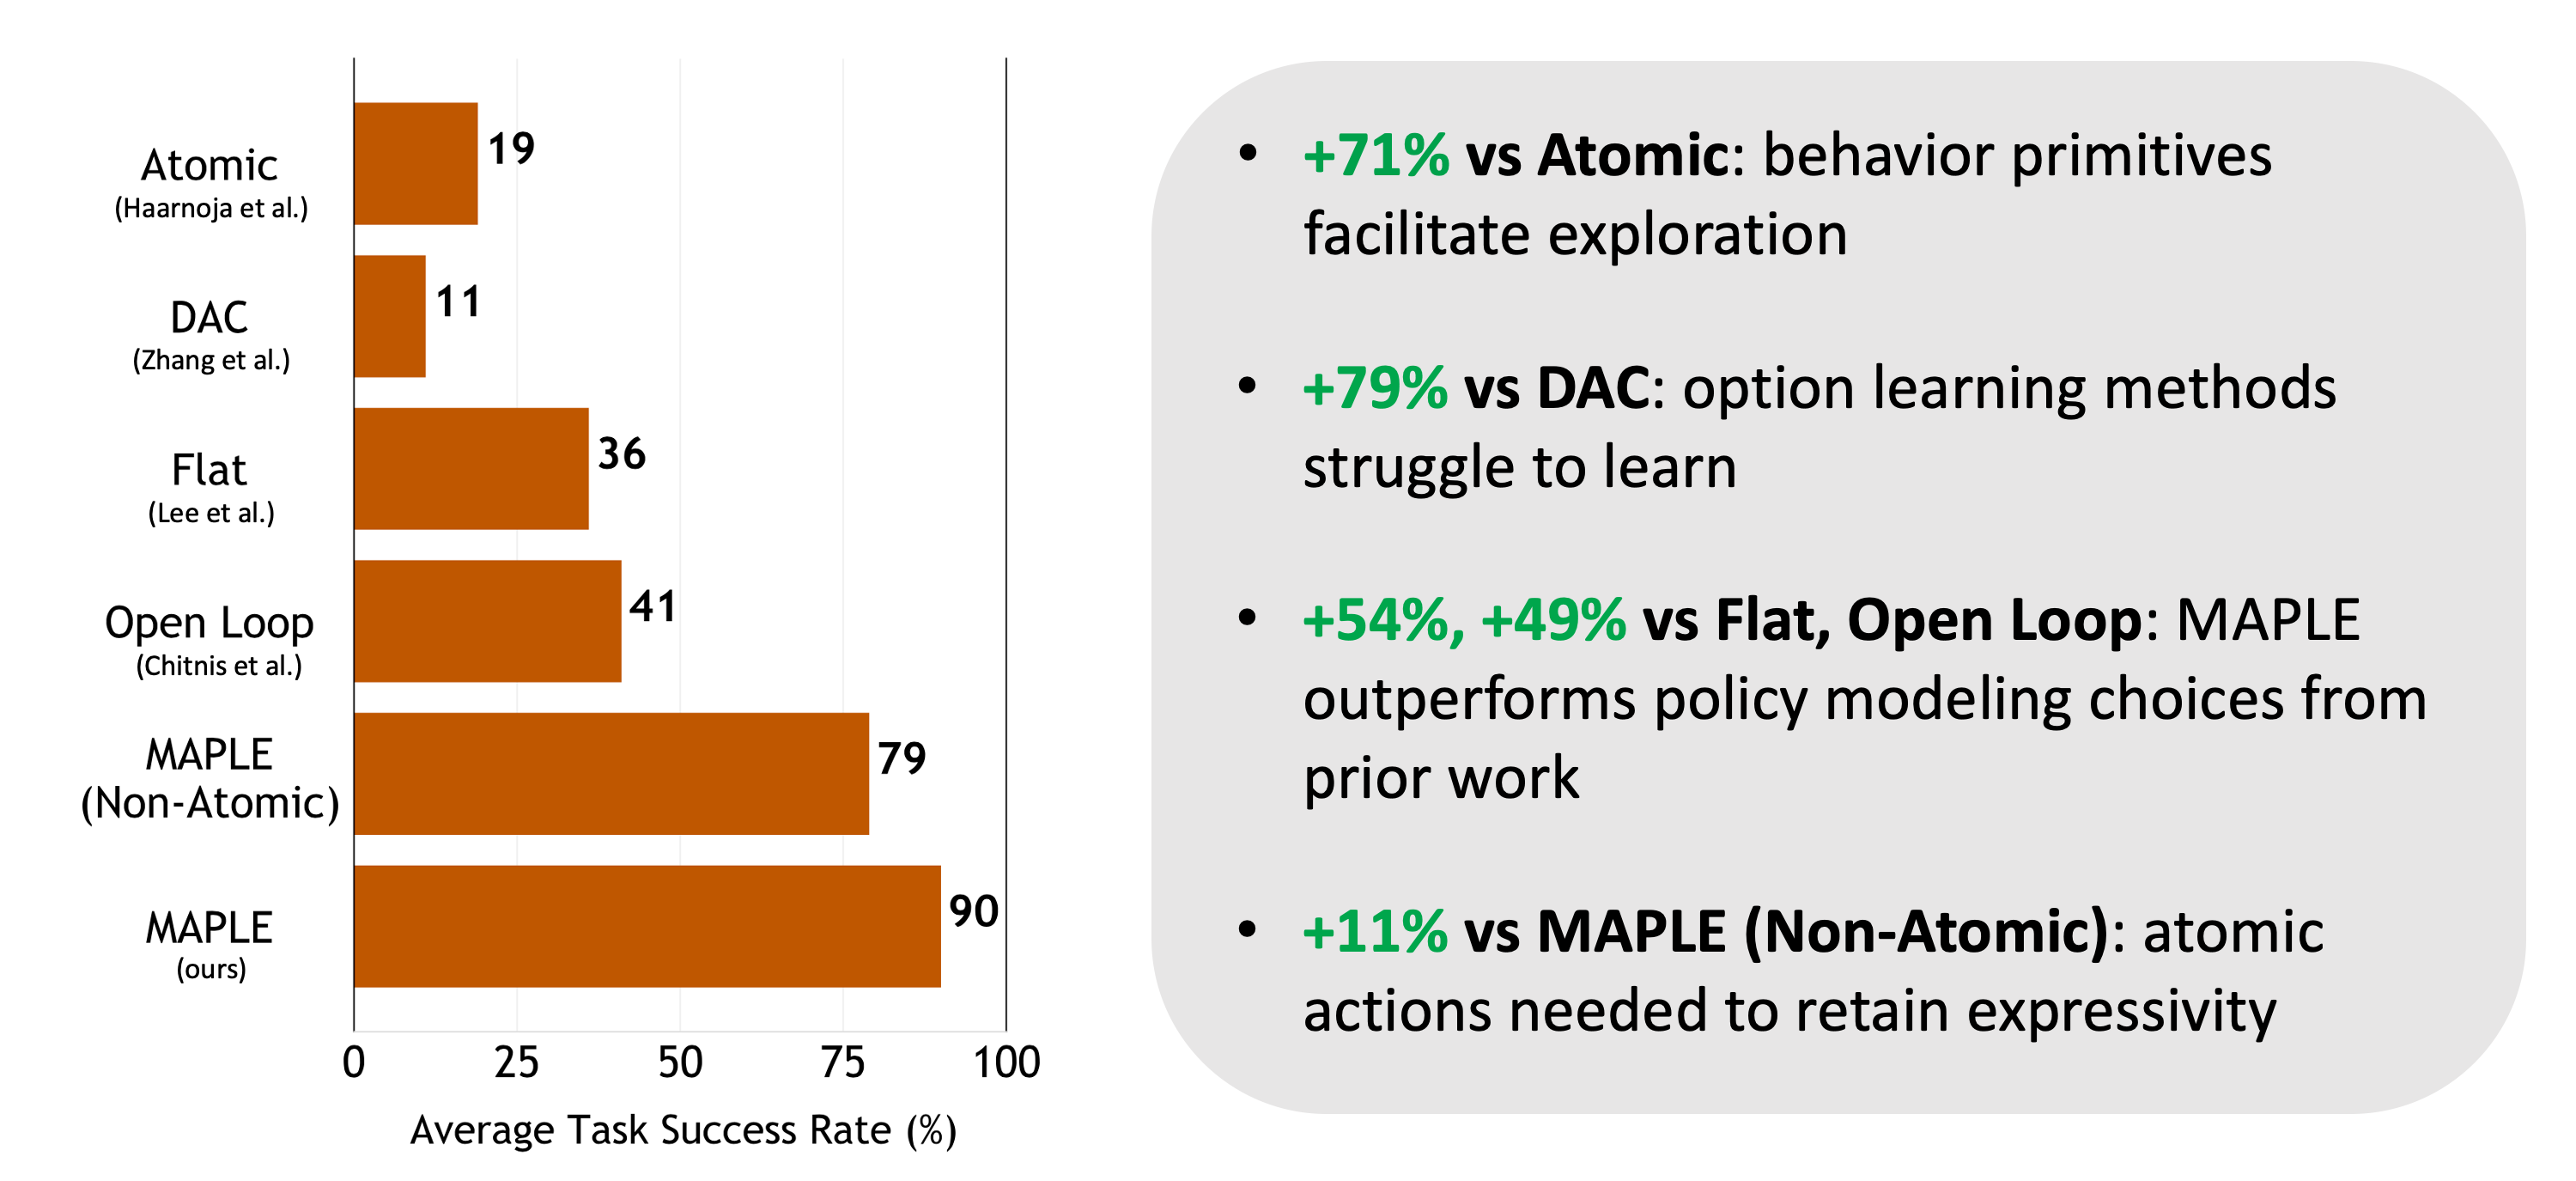 Atomic
(Haarnoja et al.)
19
DAC
(Zhang et al.)
11
Flat
(Lee et al.)
36
Open Loop
(Chitnis et al.)
41
MAPLE
(Non-Atomic)
79
MAPLE
(ours)
90
0 25 50 75 100
Average Task Success Rate (%)
• +71% vs Atomic: behavior primitives
facilitate exploration
• +79% vs DAC: option learning methods
struggle to learn
• +54%, +49% vs Flat, Open Loop: MAPLE
outperforms policy modeling choices from
prior work
• +11% vs MAPLE (Non-Atomic): atomic
actions needed to retain expressivity